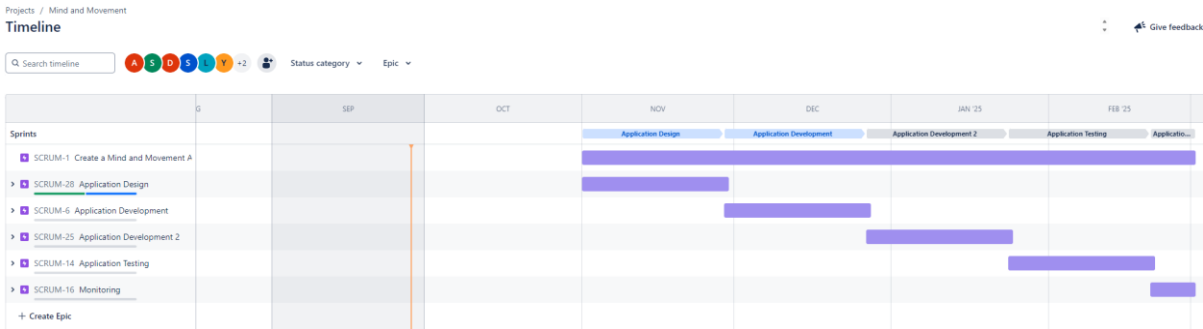 Projects / Mind and Movement
Timeline
Give feedback
Search timeline
A S D S L Y +2
Status category
Epic
G SEP OCT NOV DEC JAN '25 FEB '25
Sprints
Application Design Application Development Application Development 2 Application Testing Applicatio...
SCRUM-1 Create a Mind and Movement A
SCRUM-28 Application Design
SCRUM-6 Application Development
SCRUM-25 Application Development 2
SCRUM-14 Application Testing
SCRUM-16 Monitoring
+ Create Epic